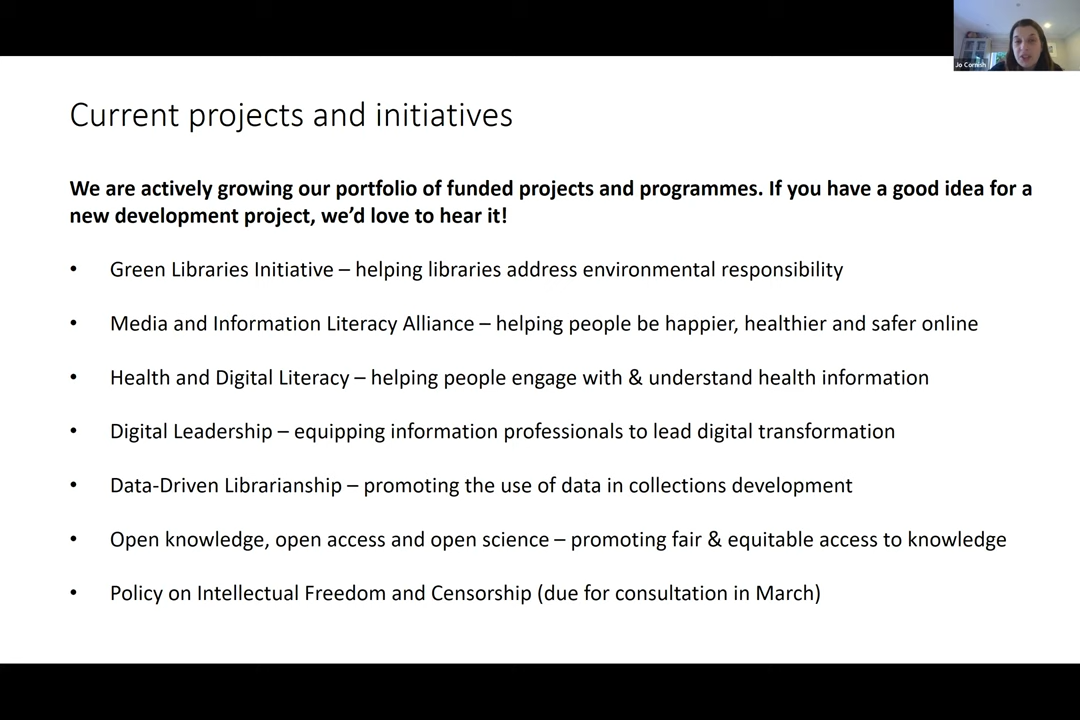 Jo Cornish
Current projects and initiatives
We are actively growing our portfolio of funded projects and programmes. If you have a good idea for a
new development project, we’d love to hear it!
• Green Libraries Initiative – helping libraries address environmental responsibility
• Media and Information Literacy Alliance – helping people be happier, healthier and safer online
• Health and Digital Literacy – helping people engage with & understand health information
• Digital Leadership – equipping information professionals to lead digital transformation
• Data-Driven Librarianship – promoting the use of data in collections development
• Open knowledge, open access and open science – promoting fair & equitable access to knowledge
• Policy on Intellectual Freedom and Censorship (due for consultation in March)